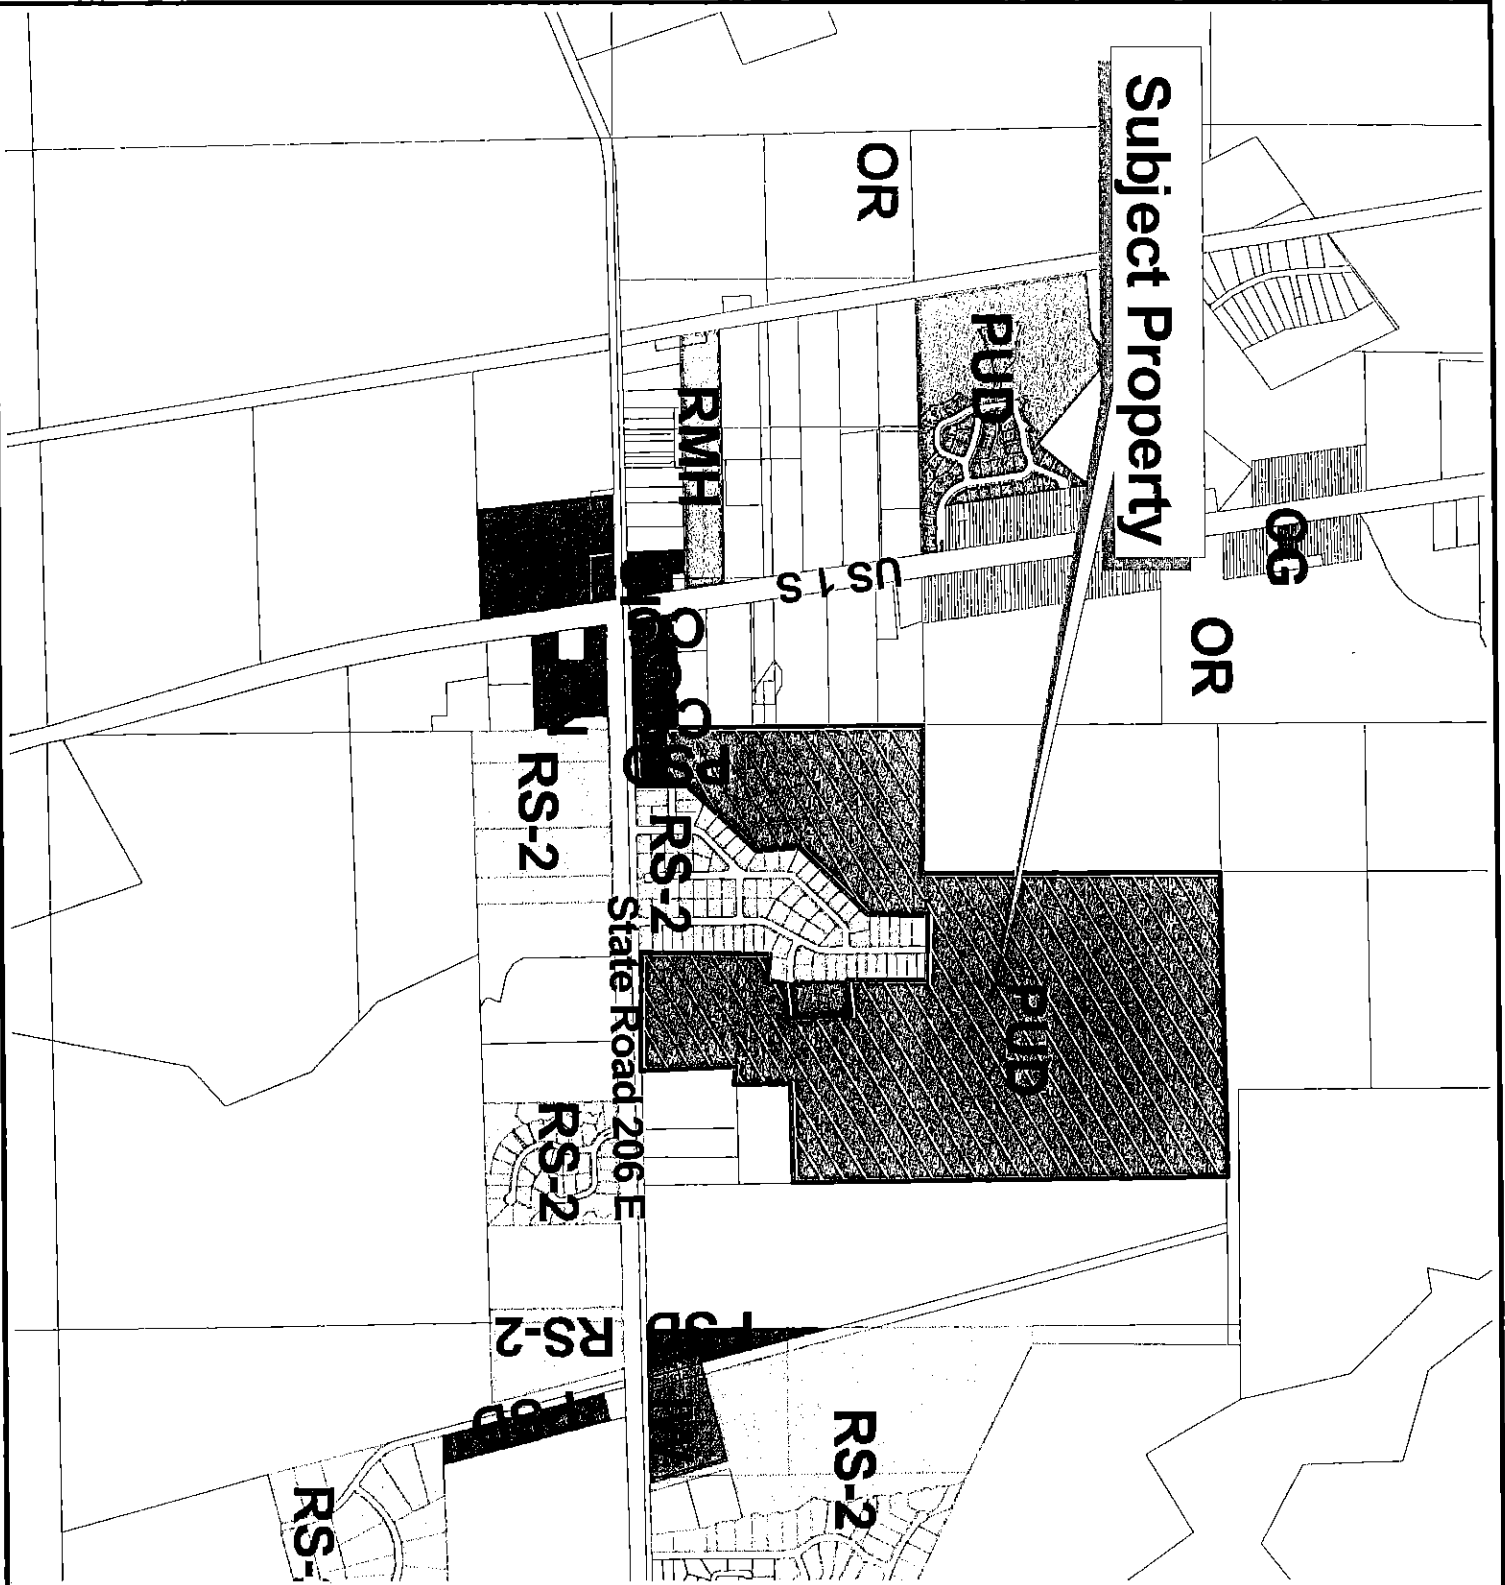 Subject Property
OR
PUD
RMH
CG
US 1 S
OR
RS-2
RS-2
State Road 206 E
PUD
RS-2
RS-2
RS-2